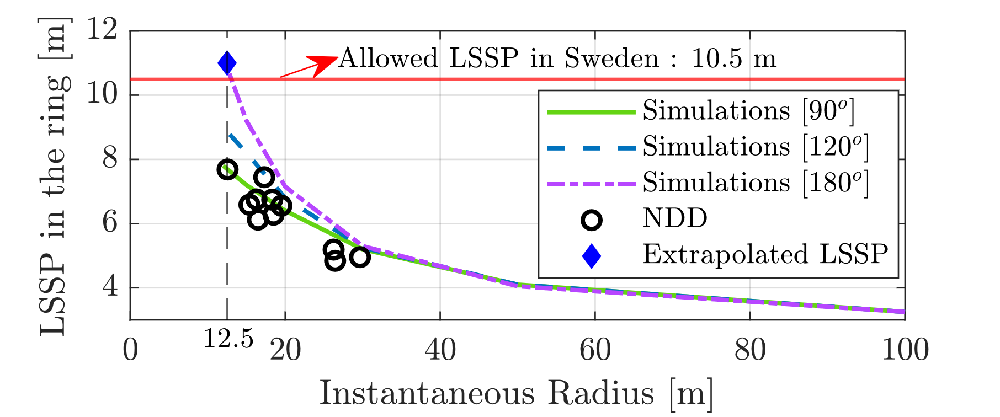 LSSP in the ring [m]
12
10
8
6
4
Allowed LSSP in Sweden : 10.5 m
Simulations [90°]
Simulations [120°]
Simulations [180°]
NDD
Extrapolated LSSP
12.5
0 20 40 60 80 100
Instantaneous Radius [m]